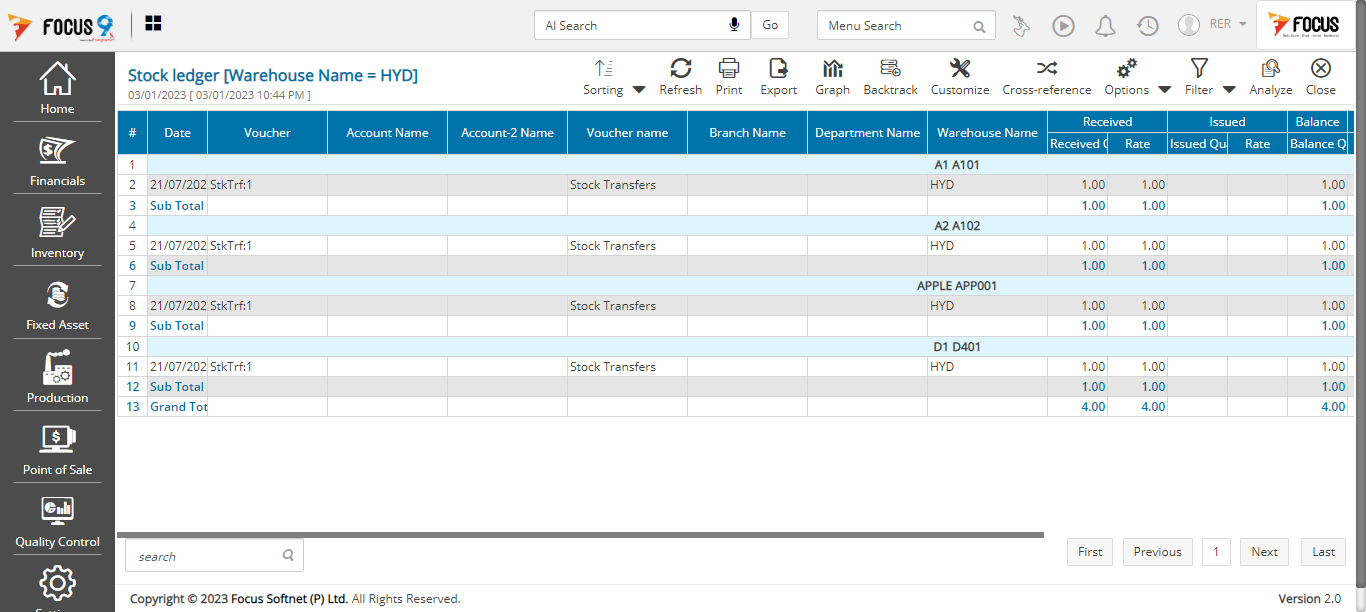 FOCUS 9
AI Search
Go
Menu Search
RER
FOCUS
Home
Financials
Inventory
Fixed Asset
Production
Point of Sale
Quality Control
Stock ledger [Warehouse Name = HYD]
03/01/2023 [ 03/01/2023 10:44 PM ]
Sorting Refresh Print Export Graph Backtrack Customize Cross-reference Options Filter Analyze Close
Received Issued Balance
# Date Voucher Account Name Account-2 Name Voucher name Branch Name Department Name Warehouse Name Received Q Rate Issued Qu Rate Balance Q
1 A1 A101
2 21/07/202 StkTrf:1 Stock Transfers HYD 1.00 1.00 1.00
3 Sub Total 1.00 1.00 1.00
4 A2 A102
5 21/07/202 StkTrf:1 Stock Transfers HYD 1.00 1.00 1.00
6 Sub Total 1.00 1.00 1.00
7 APPLE APP001
8 21/07/202 StkTrf:1 Stock Transfers HYD 1.00 1.00 1.00
9 Sub Total 1.00 1.00 1.00
10 D1 D401
11 21/07/202 StkTrf:1 Stock Transfers HYD 1.00 1.00 1.00
12 Sub Total 1.00 1.00 1.00
13 Grand Tot 4.00 4.00 4.00
search
First Previous 1 Next Last
Copyright © 2023 Focus Softnet (P) Ltd. All Rights Reserved.
Version 2.0